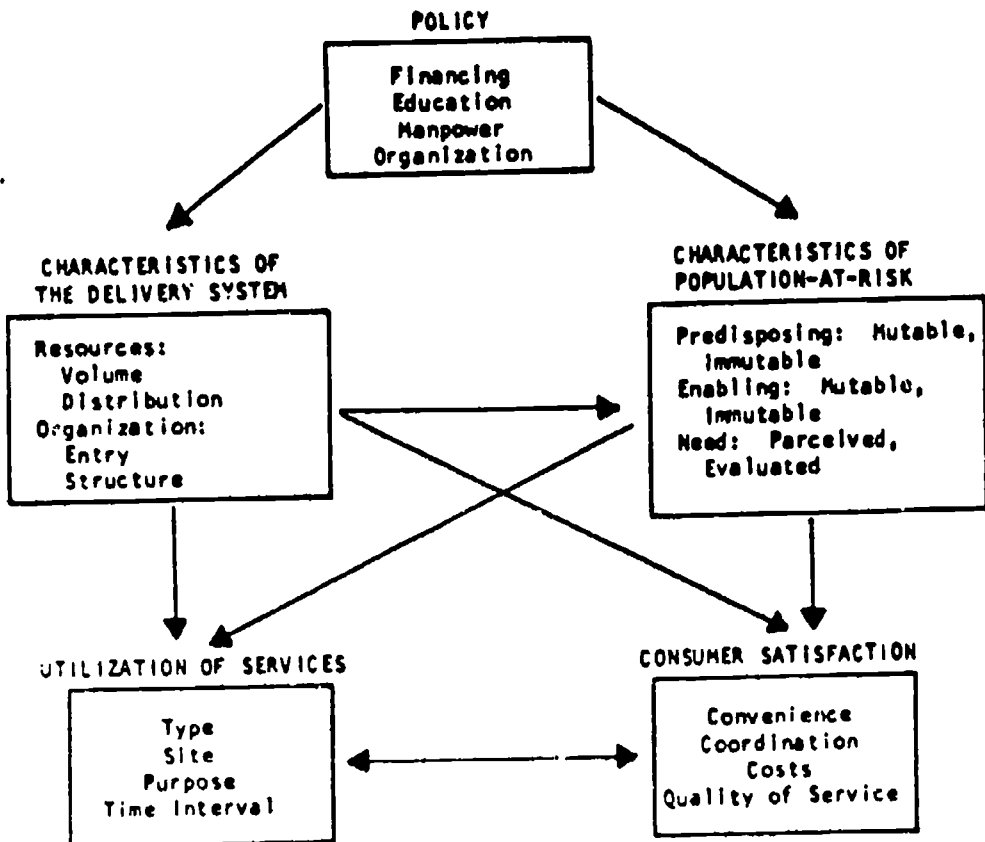 POLICY
Financing
Education
Manpower
Organization
CHARACTERISTICS OF
THE DELIVERY SYSTEM
Resources:
Volume
Distribution
Organization:
Entry
Structure
CHARACTERISTICS OF
POPULATION-AT-RISK
Predisposing: Mutable,
Immutable
Enabling: Mutable,
Immutable
Need: Perceived,
Evaluated
UTILIZATION OF SERVICES
Type
Site
Purpose
Time Interval
CONSUMER SATISFACTION
Convenience
Coordination
Costs
Quality of Service